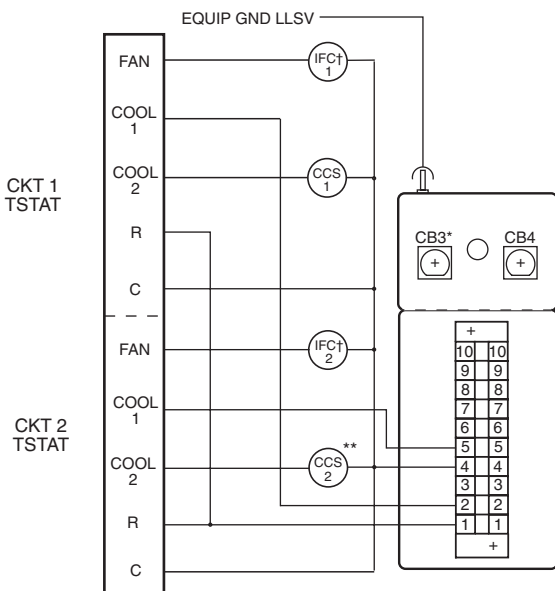 EQUIP GND LLSV
CKT 1
TSTAT
FAN
COOL
1
COOL
2
R
C
IFC†
1
CCS
1
CKT 2
TSTAT
FAN
COOL
1
COOL
2
R
C
IFC†
2
CCS
2
**
CB3*
CB4
+
+
+
10 10
9 9
8 8
7 7
6 6
5 5
4 4
3 3
2 2
1 1
+